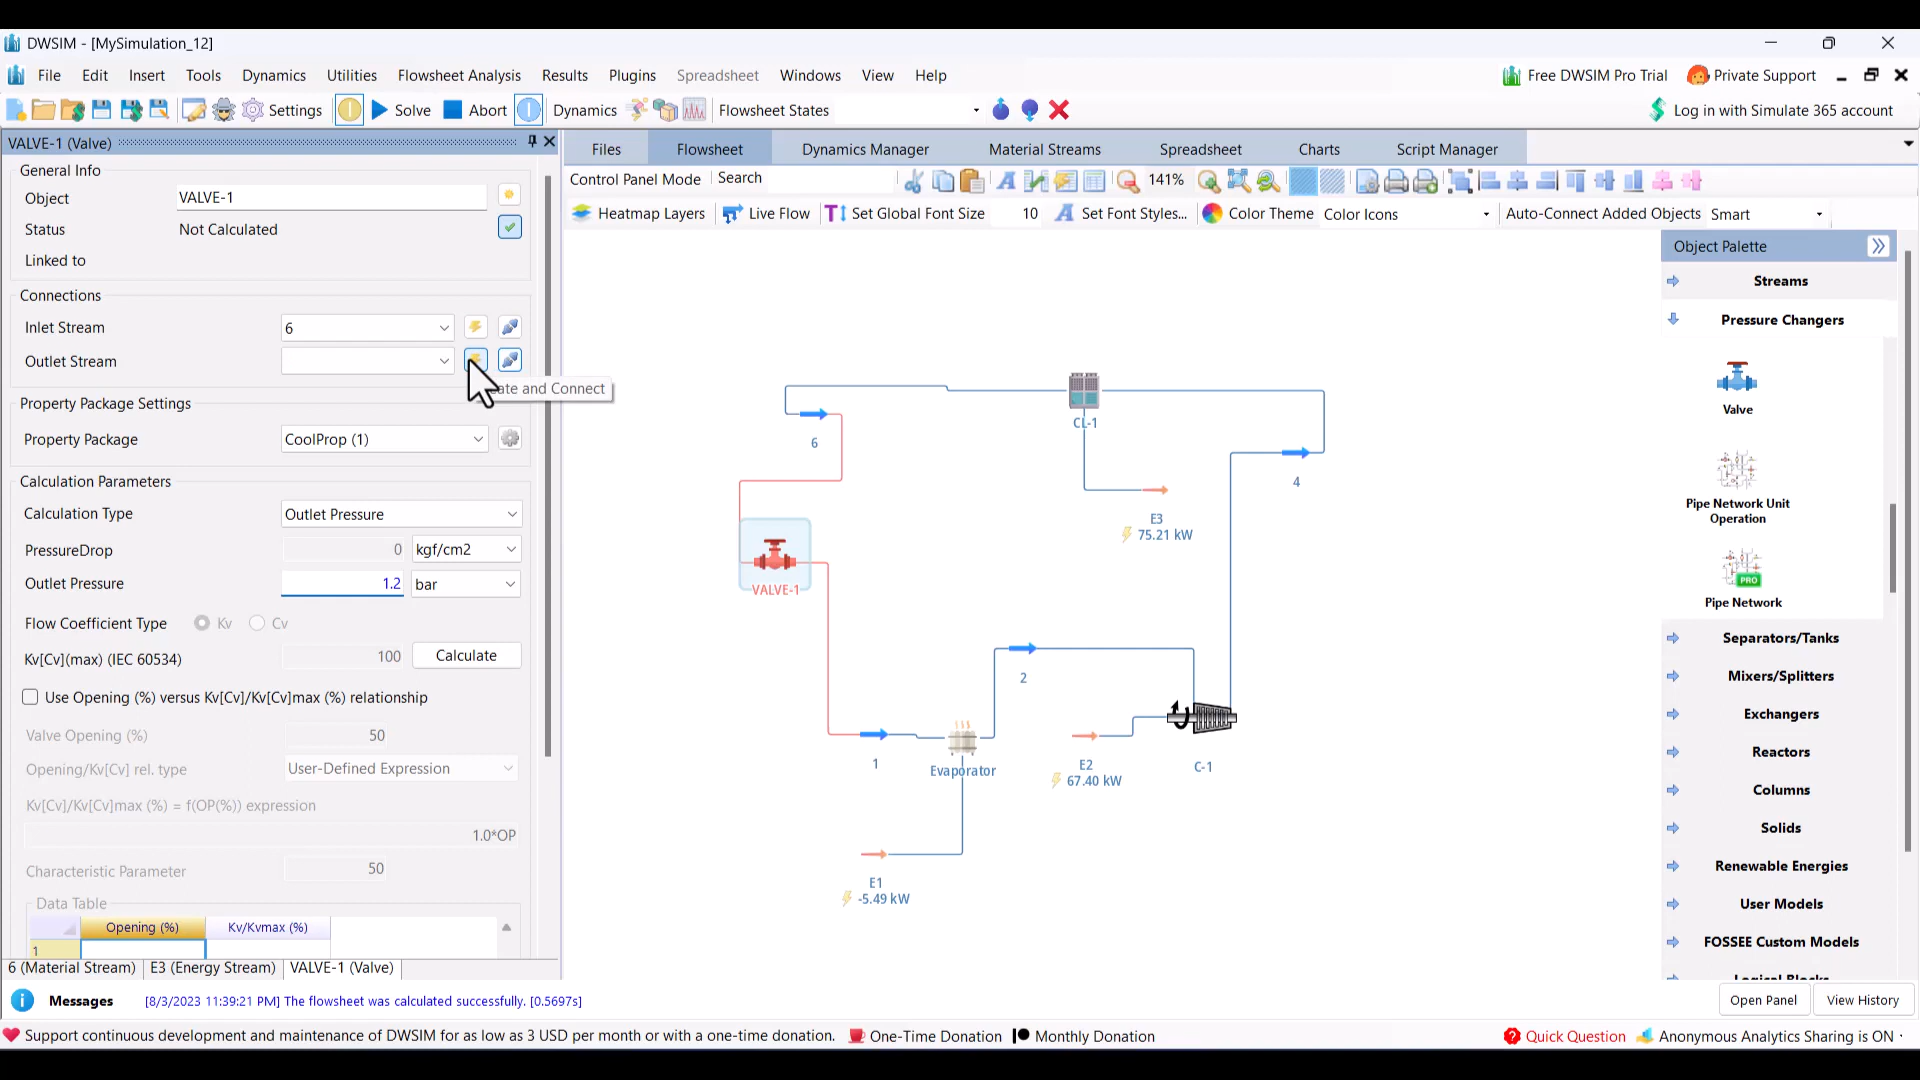 DWSIM - [MySimulation_12]
File Edit Insert Tools Dynamics Utilities Flowsheet Analysis Results Plugins Spreadsheet Windows View Help
Free DWSIM Pro Trial Private Support
Settings Solve Abort Dynamics Flowsheet States
Log in with Simulate 365 account
VALVE-1 (Valve)
General Info
Object VALVE-1
Status Not Calculated
Linked to
Connections
Inlet Stream 6
Outlet Stream
ate and Connect
Property Package Settings
Property Package CoolProp (1)
Calculation Parameters
Calculation Type Outlet Pressure
PressureDrop 0 kgf/cm2
Outlet Pressure 1.2 bar
Flow Coefficient Type Kv Cv
Kv[Cv](max) (IEC 60534) 100 Calculate
Use Opening (%) versus Kv[Cv]/Kv[Cv]max (%) relationship
Valve Opening (%) 50
Opening/Kv[Cv] rel. type User-Defined Expression
Kv[Cv]/Kv[Cv]max (%) = f(OP(%)) expression
1.0*OP
Characteristic Parameter 50
Data Table
Opening (%) Kv/Kvmax (%)
1
6 (Material Stream) E3 (Energy Stream) VALVE-1 (Valve)
Files Flowsheet Dynamics Manager Material Streams Spreadsheet Charts Script Manager
Control Panel Mode Search 141%
Heatmap Layers Live Flow Set Global Font Size 10 Set Font Styles... Color Theme Color Icons Auto-Connect Added Objects Smart
CL-1
6
4
E3
75.21 kW
VALVE-1
2
1
Evaporator
E2
67.40 kW
C-1
E1
-5.49 kW
Object Palette
Streams
Pressure Changers
Valve
Pipe Network Unit
Operation
PRO
Pipe Network
Separators/Tanks
Mixers/Splitters
Exchangers
Reactors
Columns
Solids
Renewable Energies
User Models
FOSSEE Custom Models
Logical Blocks
Messages [8/3/2023 11:39:21 PM] The flowsheet was calculated successfully. [0.5697s]
Open Panel View History
Support continuous development and maintenance of DWSIM for as low as 3 USD per month or with a one-time donation. One-Time Donation Monthly Donation
Quick Question Anonymous Analytics Sharing is ON